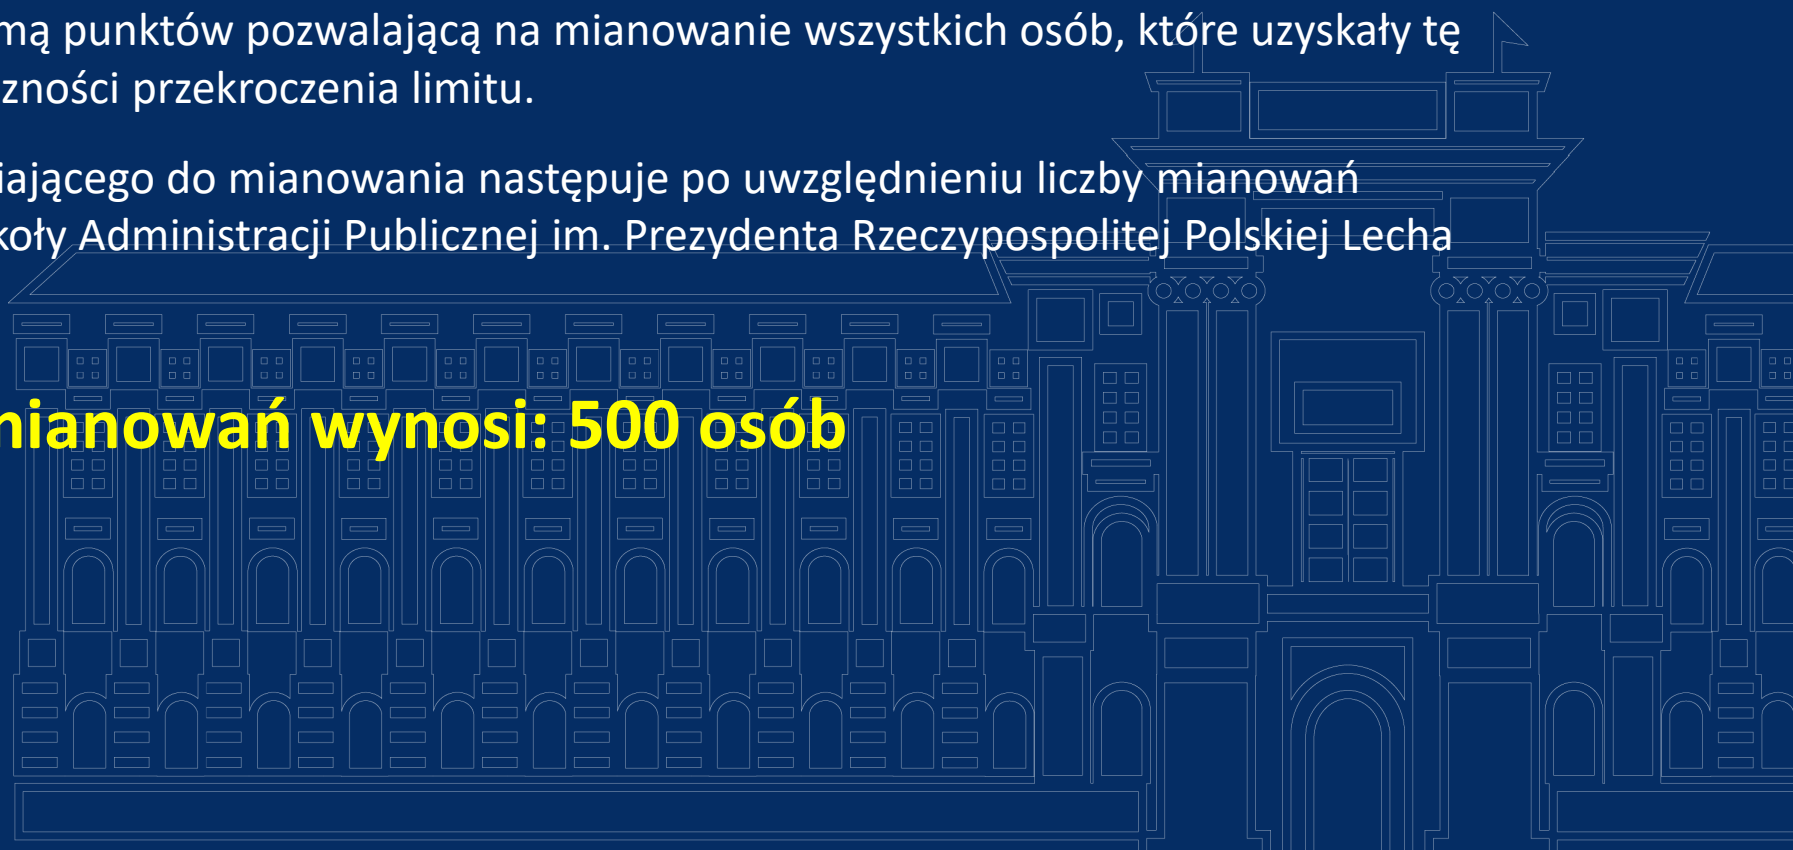 mą punktów pozwalającą na mianowanie wszystkich osób, które uzyskały tę
zności przekroczenia limitu.
iającego do mianowania następuje po uwzględnieniu liczby mianowań
koły Administracji Publicznej im. Prezydenta Rzeczypospolitej Polskiej Lecha
mianowań wynosi: 500 osób